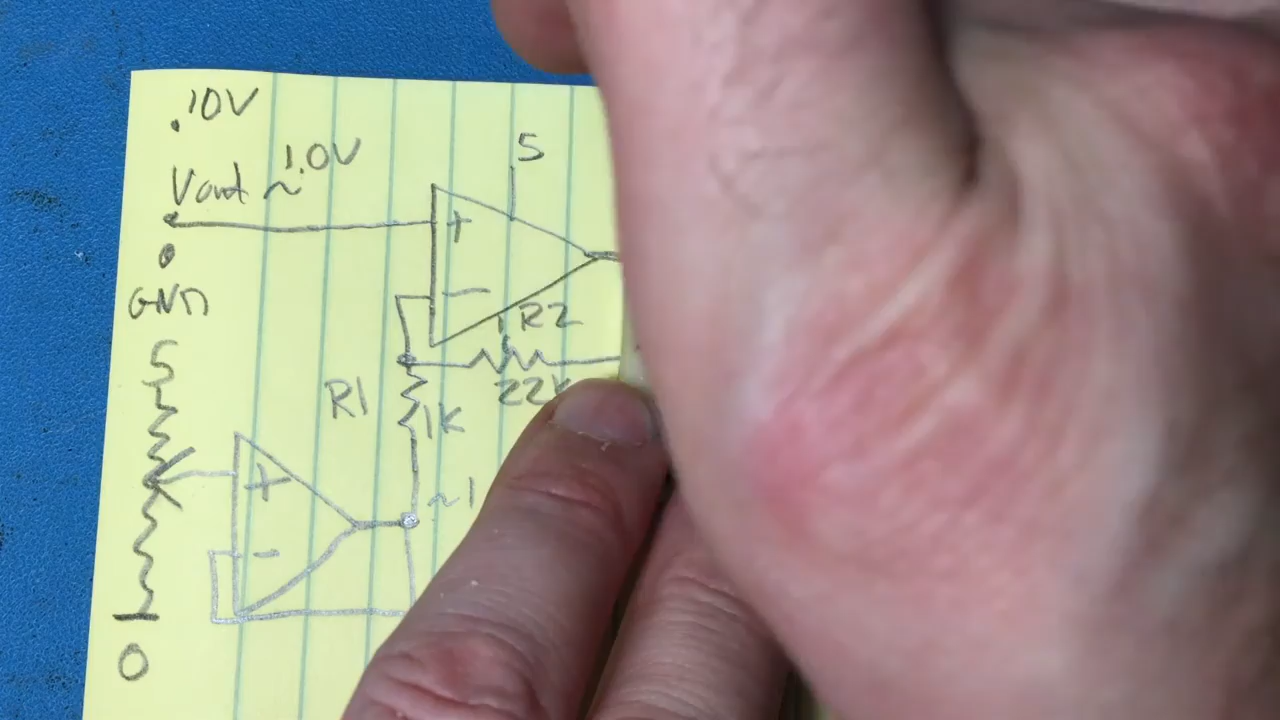 .10V
Vout ~ 1.0V
GND
5
+
-
R2
22K
R1
1K
5
+
-
~1
0